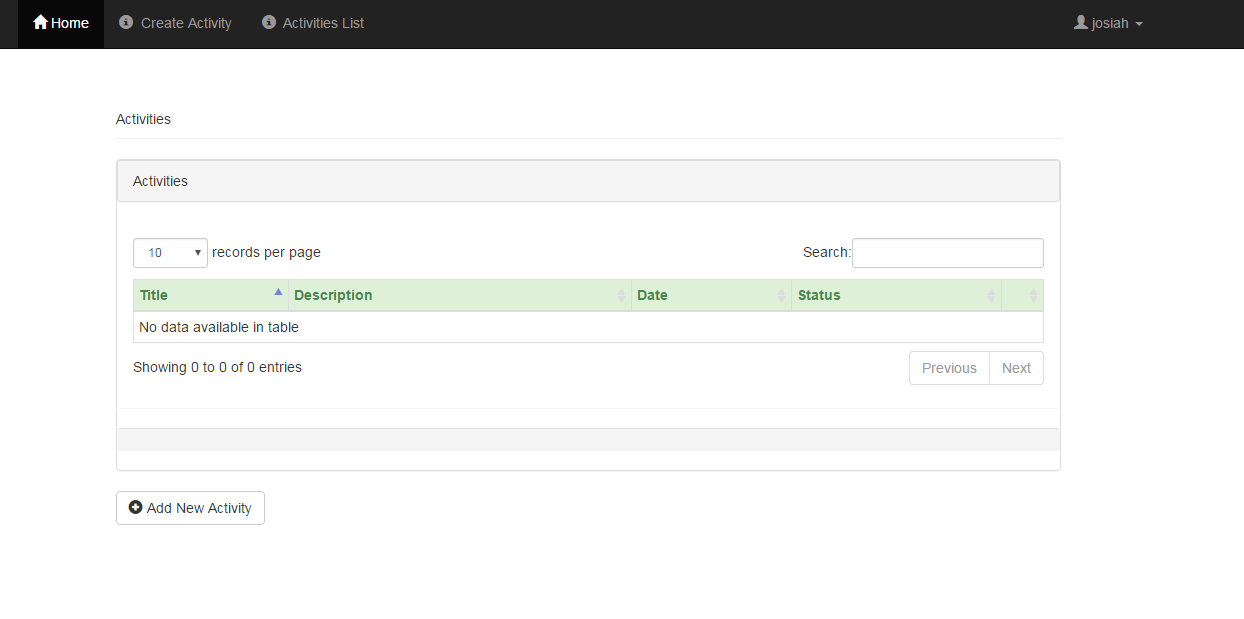 Home Create Activity Activities List josiah
Activities
Activities
10 records per page Search:
Title Description Date Status
No data available in table
Showing 0 to 0 of 0 entries Previous Next
Add New Activity